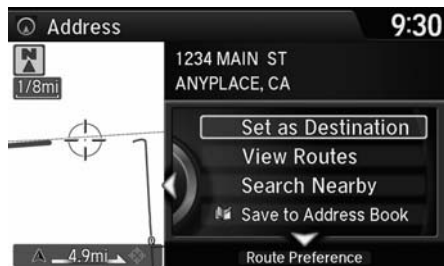 Address
9:30
N
1/8mi
1234 MAIN ST
ANYPLACE, CA
Set as Destination
View Routes
Search Nearby
Save to Address Book
4.9mi
Route Preference